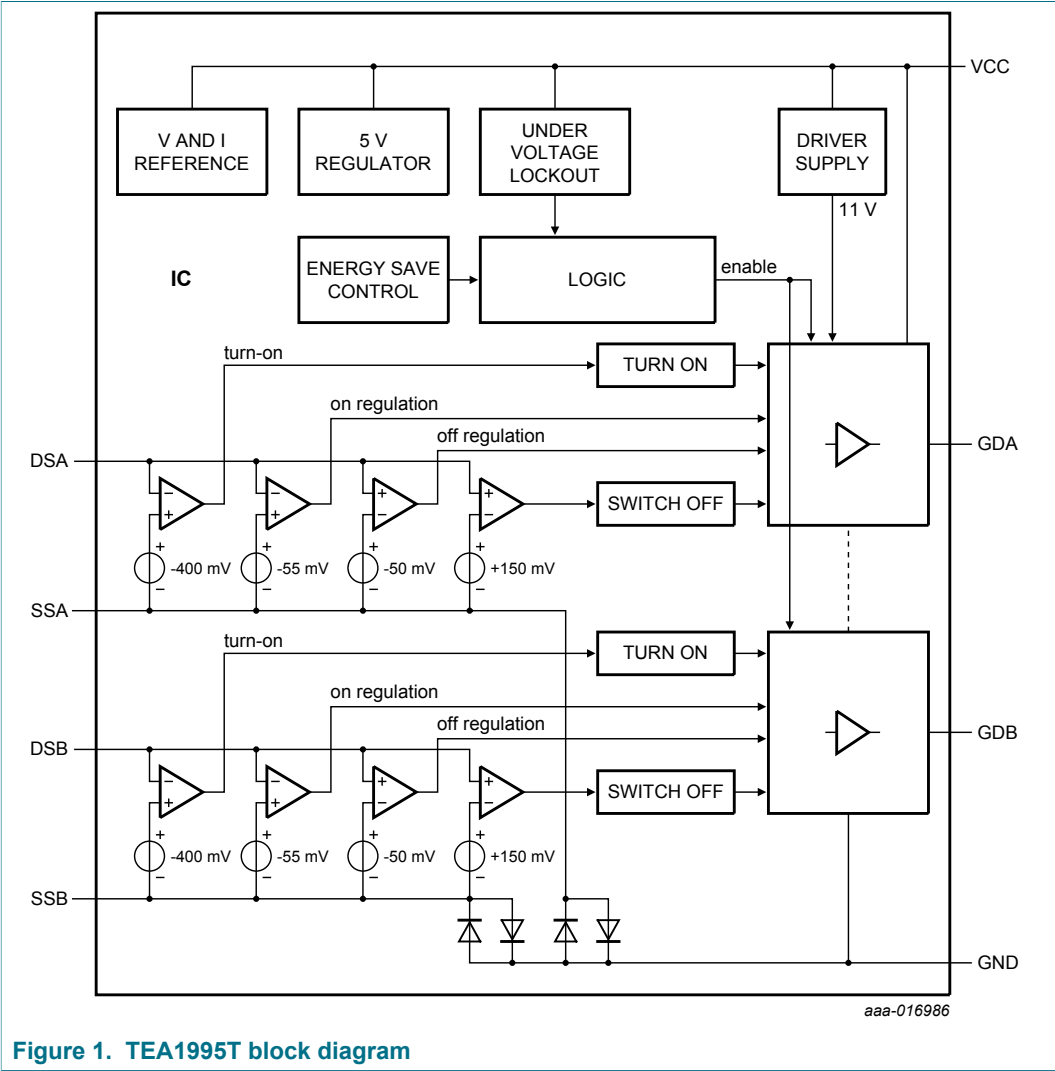 VCC
V AND I
REFERENCE
5 V
REGULATOR
UNDER
VOLTAGE
LOCKOUT
DRIVER
SUPPLY
11 V
IC
ENERGY SAVE
CONTROL
LOGIC
enable
turn-on
TURN ON
on regulation
off regulation
DSA
GDA
- + - + + - + -
SWITCH OFF
+ + + +
-400 mV -55 mV -50 mV +150 mV
- - - -
SSA
turn-on
TURN ON
on regulation
off regulation
DSB
GDB
- + - + + - + -
SWITCH OFF
+ + + +
-400 mV -55 mV -50 mV +150 mV
- - - -
SSB
GND
aaa-016986
Figure 1. TEA1995T block diagram